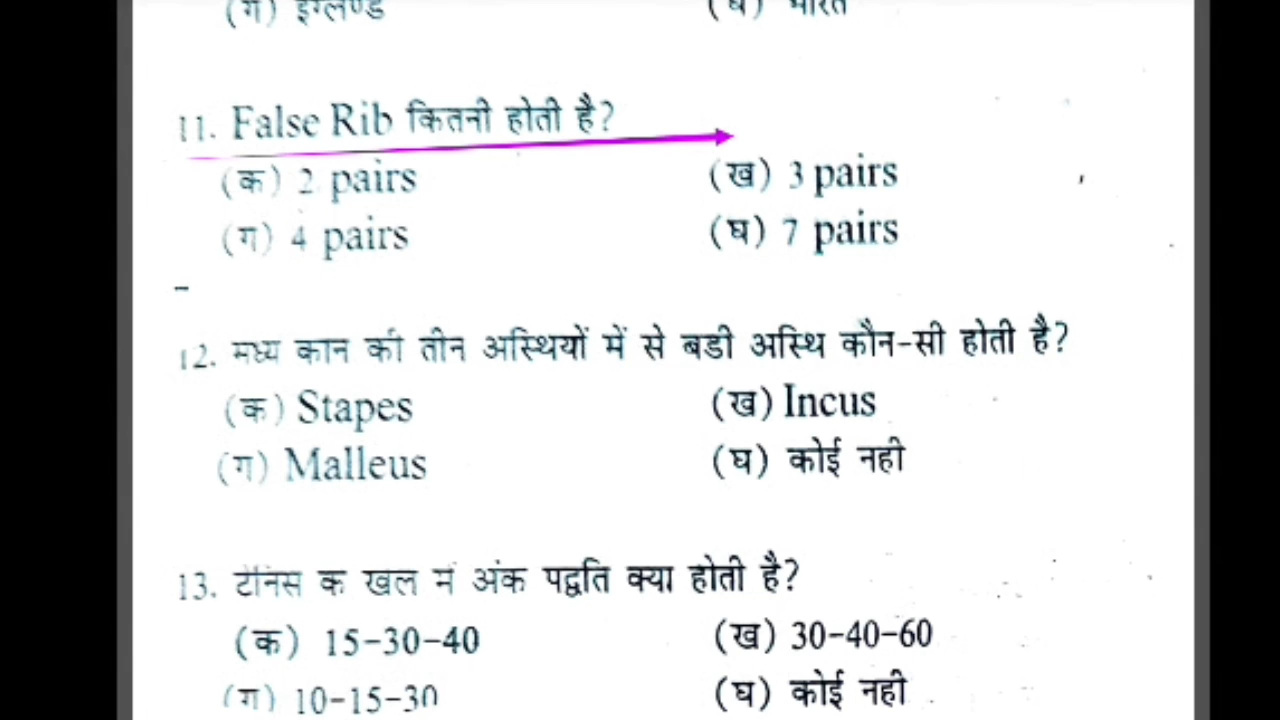 (ग) इंग्लैण्ड (घ) भारत
11. False Rib कितनी होती है?
(क) 2 pairs (ख) 3 pairs
(ग) 4 pairs (घ) 7 pairs
12. मध्य कान की तीन अस्थियों में से बडी अस्थि कौन-सी होती है?
(क) Stapes (ख) Incus
(ग) Malleus (घ) कोई नही
13. टेनिस के खेल में अंक पद्वति क्या होती है?
(क) 15-30-40 (ख) 30-40-60
(ग) 10-15-30 (घ) कोई नही